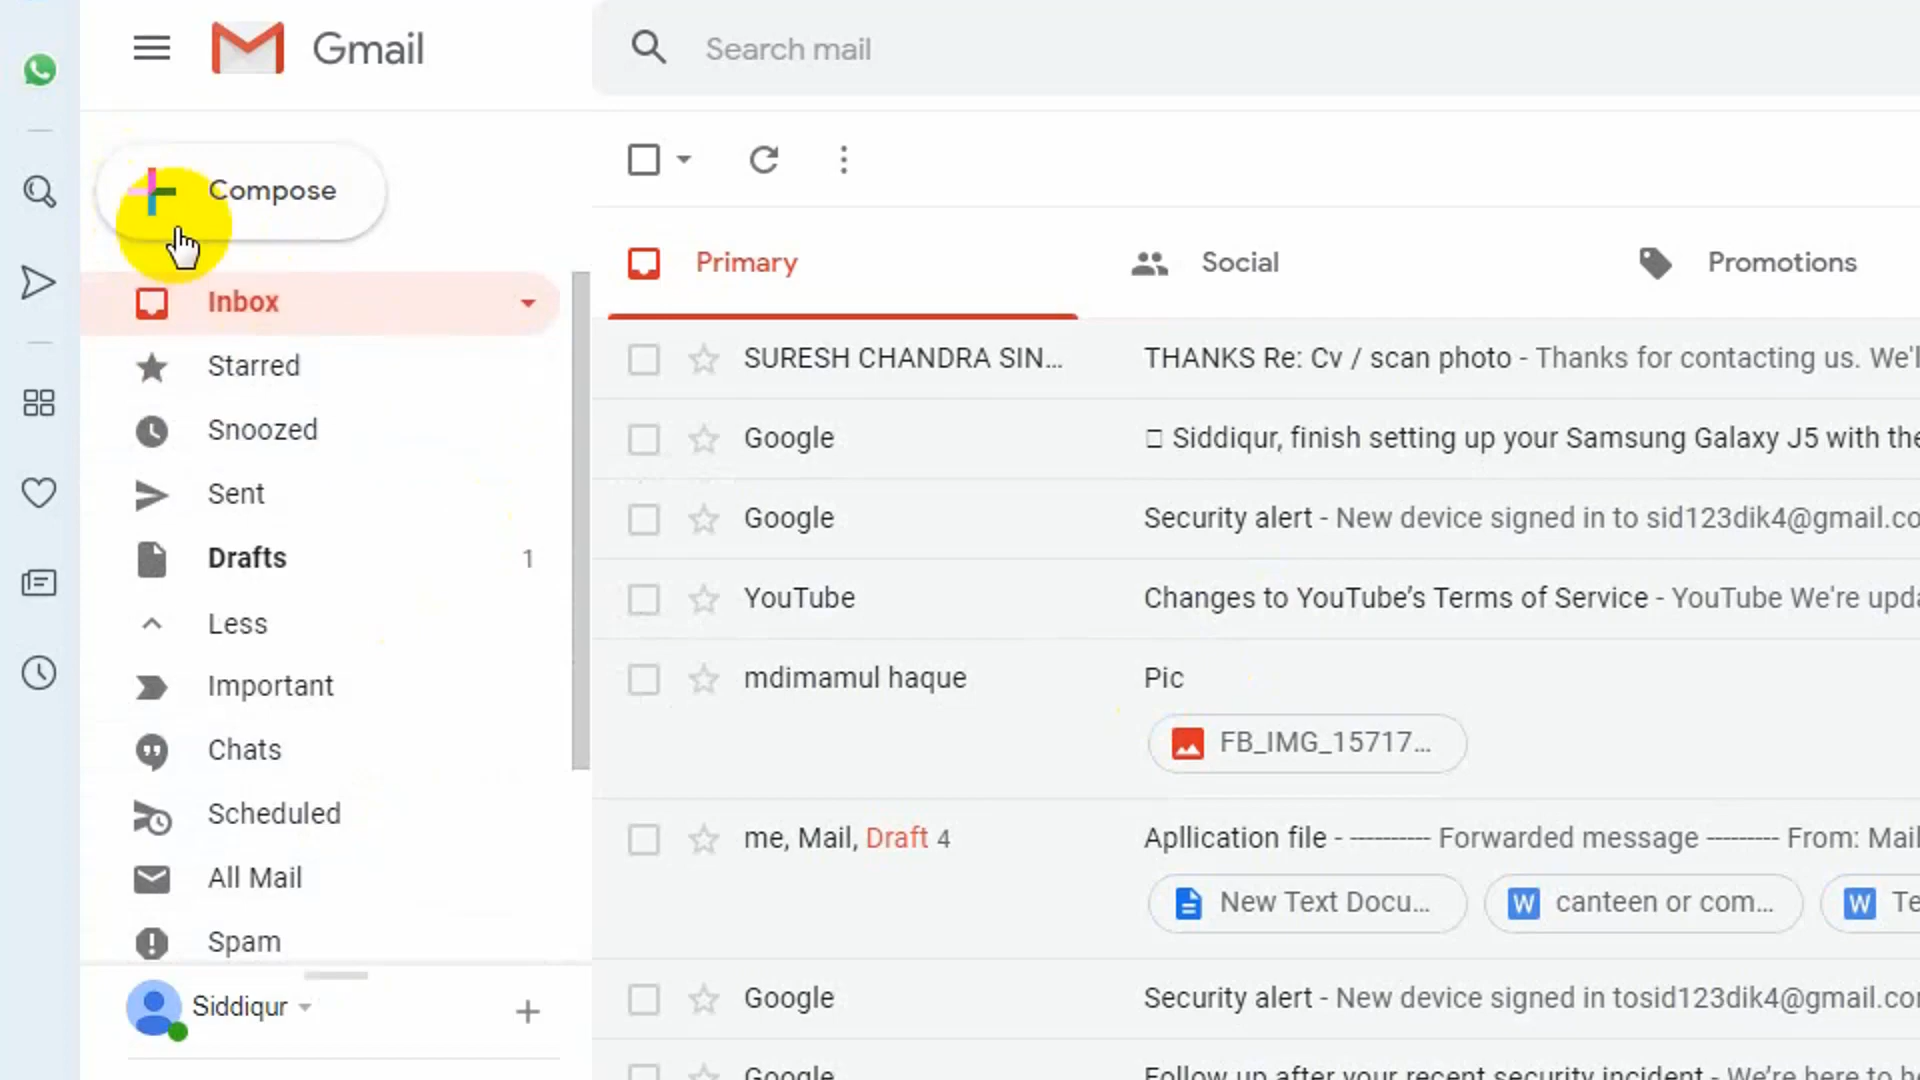 Gmail
Search mail
Compose
Primary
Social
Promotions
Inbox
Starred
Snoozed
Sent
Drafts 1
Less
Important
Chats
Scheduled
All Mail
Spam
Siddiqur
SURESH CHANDRA SIN... THANKS Re: Cv / scan photo - Thanks for contacting us. We'l
Google Siddiqur, finish setting up your Samsung Galaxy J5 with the
Google Security alert - New device signed in to sid123dik4@gmail.co
YouTube Changes to YouTube’s Terms of Service - YouTube We're upda
mdimamul haque Pic
FB_IMG_15717...
me, Mail, Draft 4 Apllication file - ---------- Forwarded message --------- From: Mail
New Text Docu... W canteen or com... W Te
Google Security alert - New device signed in tosid123dik4@gmail.co
Google Follow up after your recent security incident - We’re here to he